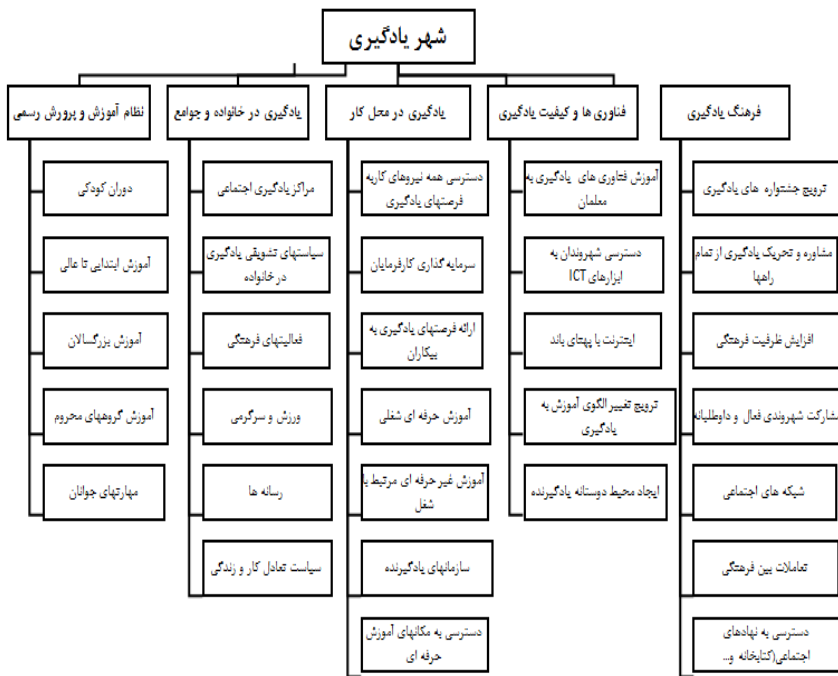 شهر یادگیری
فرهنگ یادگیری
ترویج جشنواره های یادگیری
مشاوره و تحریک یادگیری از تمام
راهها
افزایش ظرفیت فرهنگی
مشارکت شهروندی فعال و داوطلبانه
شبکه های اجتماعی
تعاملات بین فرهنگی
دسترسی به نهادهای
اجتماعی(کتابخانه و...
فناوری ها و کیفیت یادگیری
آموزش فناوری های یادگیری به
معلمان
دسترسی شهروندان به
ابزارهای ICT
اینترنت با پهنای باند
ترویج تغییر الگوی آموزش به
یادگیری
ایجاد محیط دوستانه یادگیرنده
یادگیری در محل کار
دسترسی همه نیروهای کاربه
فرصتهای یادگیری
سرمایه گذاری کارفرمایان
ارائه فرصتهای یادگیری به
بیکاران
آموزش حرفه ای شغلی
آموزش غیر حرفه ای مرتبط با
شغل
سازمانهای یادگیرنده
دسترسی به مکانهای آموزش
حرفه ای
یادگیری در خانواده و جوامع
مراکز یادگیری اجتماعی
سیاستهای تشویقی یادگیری
در خانواده
فعالیتهای فرهنگی
ورزش و سرگرمی
رسانه ها
سیاست تعادل کار و زندگی
نظام آموزش و پرورش رسمی
دوران کودکی
آموزش ابتدایی تا عالی
آموزش بزرگسالان
آموزش گروههای محروم
مهارتهای جوانان